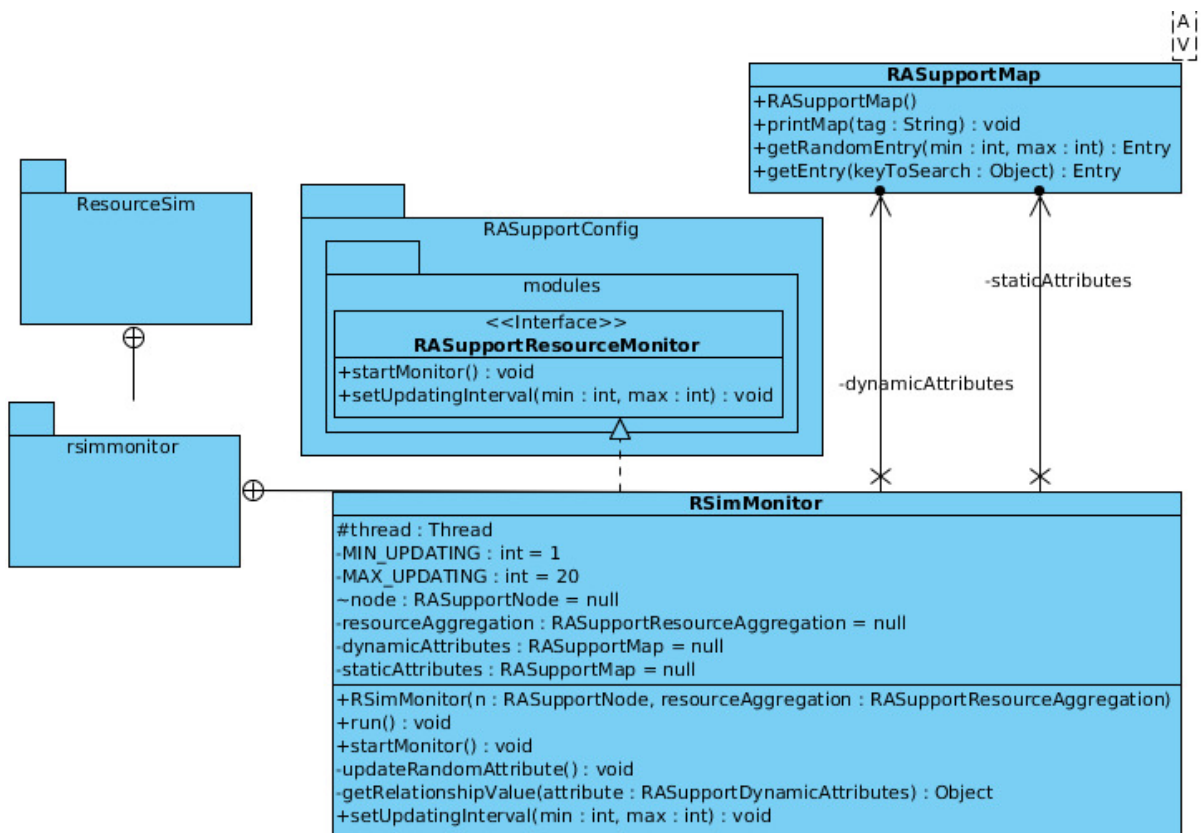 A
V
RASupportMap
+RASupportMap()
+printMap(tag : String) : void
+getRandomEntry(min : int, max : int) : Entry
+getEntry(keyToSearch : Object) : Entry
ResourceSim
RASupportConfig
modules
<<Interface>>
RASupportResourceMonitor
+startMonitor() : void
+setUpdatingInterval(min : int, max : int) : void
-staticAttributes
-dynamicAttributes
rsimmonitor
RSimMonitor
#thread : Thread
-MIN_UPDATING : int = 1
-MAX_UPDATING : int = 20
~node : RASupportNode = null
-resourceAggregation : RASupportResourceAggregation = null
-dynamicAttributes : RASupportMap = null
-staticAttributes : RASupportMap = null
+RSimMonitor(n : RASupportNode, resourceAggregation : RASupportResourceAggregation)
+run() : void
+startMonitor() : void
-updateRandomAttribute() : void
-getRelationshipValue(attribute : RASupportDynamicAttributes) : Object
+setUpdatingInterval(min : int, max : int) : void